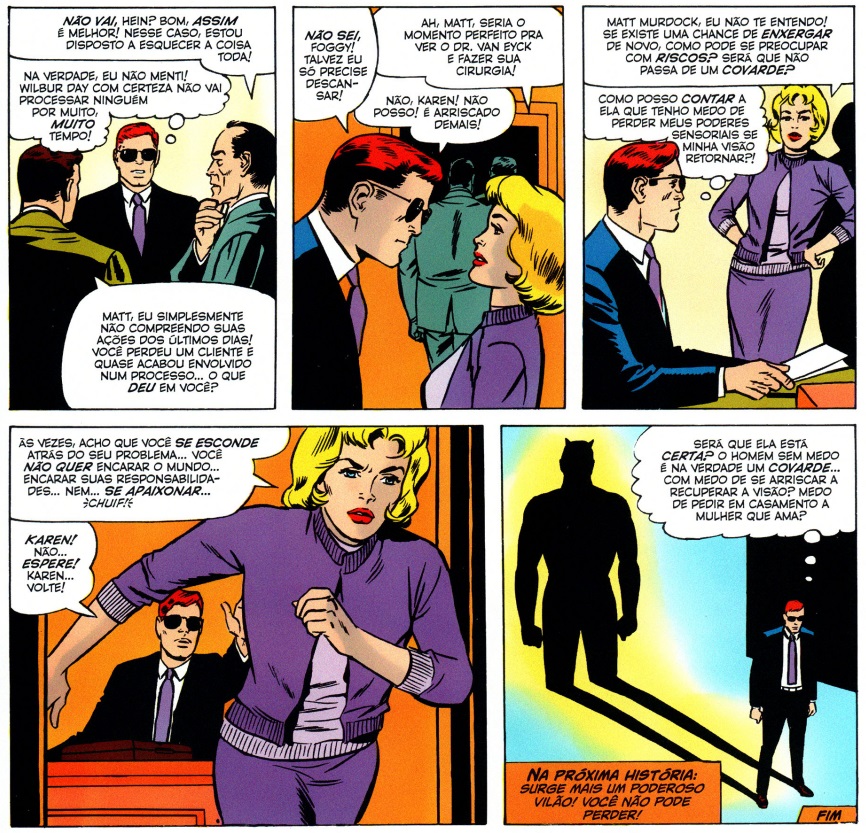 NÃO VAI, HEIN? BOM, ASSIM
É MELHOR! NESSE CASO, ESTOU
DISPOSTO A ESQUECER A COISA
TODA!
NA VERDADE, EU NÃO MENTI!
WILBUR DAY COM CERTEZA NÃO VAI
PROCESSAR NINGUÉM
POR MUITO,
MUITO
TEMPO!
MATT, EU SIMPLESMENTE
NÃO COMPREENDO SUAS
AÇÕES DOS ÚLTIMOS DIAS!
VOCÊ PERDEU UM CLIENTE E
QUASE ACABOU ENVOLVIDO
NUM PROCESSO... O QUE
DEU EM VOCÊ?
NÃO SEI,
FOGGY!
TALVEZ EU
SÓ PRECISE
DESCAN-
SAR!
AH, MATT, SERIA O
MOMENTO PERFEITO PRA
VER O DR. VAN EYCK
E FAZER SUA
CIRURGIA!
NÃO, KAREN! NÃO
POSSO! É ARRISCADO
DEMAIS!
MATT MURDOCK, EU NÃO TE ENTENDO!
SE EXISTE UMA CHANCE DE ENXERGAR
DE NOVO, COMO PODE SE PREOCUPAR
COM RISCOS? SERÁ QUE NÃO
PASSA DE UM COVARDE?
COMO POSSO CONTAR A
ELA QUE TENHO MEDO DE
PERDER MEUS PODERES
SENSORIAIS SE
MINHA VISÃO
RETORNAR?!
ÀS VEZES, ACHO QUE VOCÊ SE ESCONDE
ATRÁS DO SEU PROBLEMA... VOCÊ
NÃO QUER ENCARAR O MUNDO...
ENCARAR SUAS RESPONSABILIDA-
DES... NEM... SE APAIXONAR...
CHUIF!
KAREN!
NÃO...
ESPERE!
KAREN...
VOLTE!
SERÁ QUE ELA ESTÁ
CERTA? O HOMEM SEM MEDO
É NA VERDADE UM COVARDE...
COM MEDO DE SE ARRISCAR A
RECUPERAR A VISÃO? MEDO
DE PEDIR EM CASAMENTO A
MULHER QUE AMA?
NA PRÓXIMA HISTÓRIA:
SURGE MAIS UM PODEROSO
VILÃO! VOCÊ NÃO PODE
PERDER!
FIM